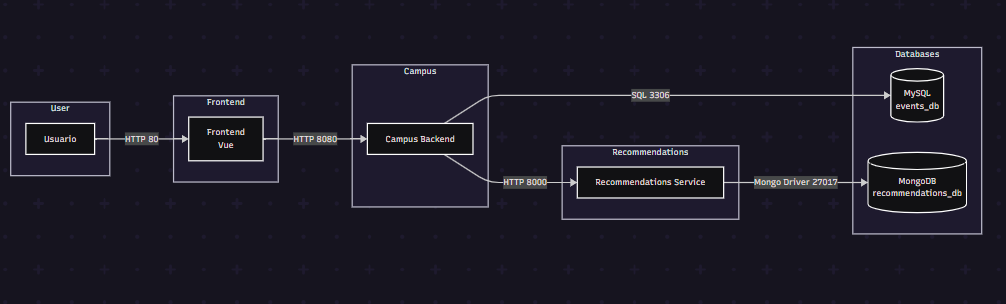 User
Usuario
HTTP 80
Frontend
Frontend
Vue
HTTP 8080
Campus
Campus Backend
SQL 3306
HTTP 8000
Recommendations
Recommendations Service
Mongo Driver 27017
Databases
MySQL
events_db
MongoDB
recommendations_db